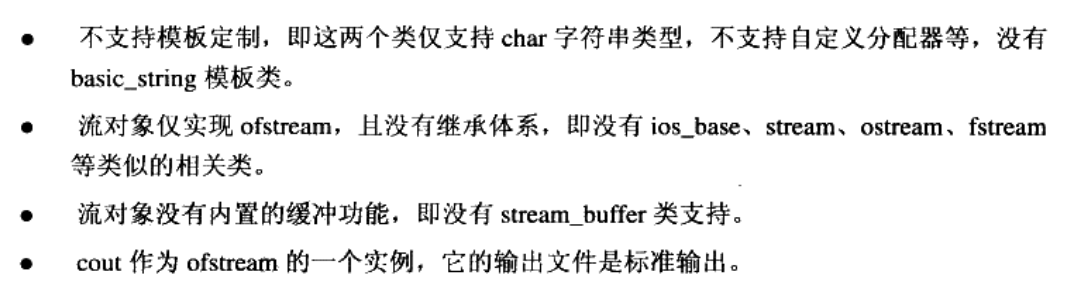 ● 不支持模板定制，即这两个类仅支持 char 字符串类型，不支持自定义分配器等，没有
basic_string 模板类。
● 流对象仅实现 ofstream，且没有继承体系，即没有 ios_base、stream、ostream、fstream
等类似的相关类。
● 流对象没有内置的缓冲功能，即没有 stream_buffer 类支持。
● cout 作为 ofstream 的一个实例，它的输出文件是标准输出。